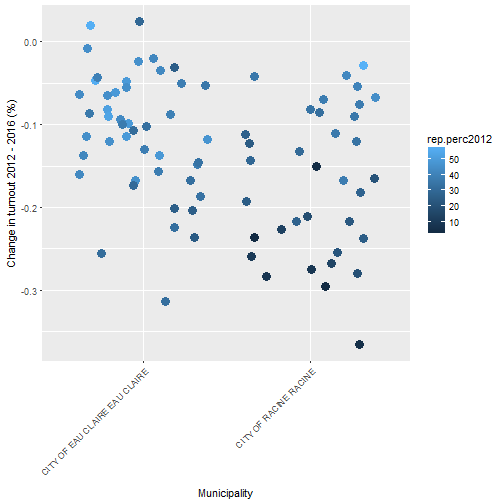 0.0
-0.1
-0.2
-0.3
Change in turnout 2012 - 2016 (%)
CITY OF EAU CLAIRE EAU CLAIRE
CITY OF RACINE RACINE
Municipality
rep.perc2012
50
40
30
20
10